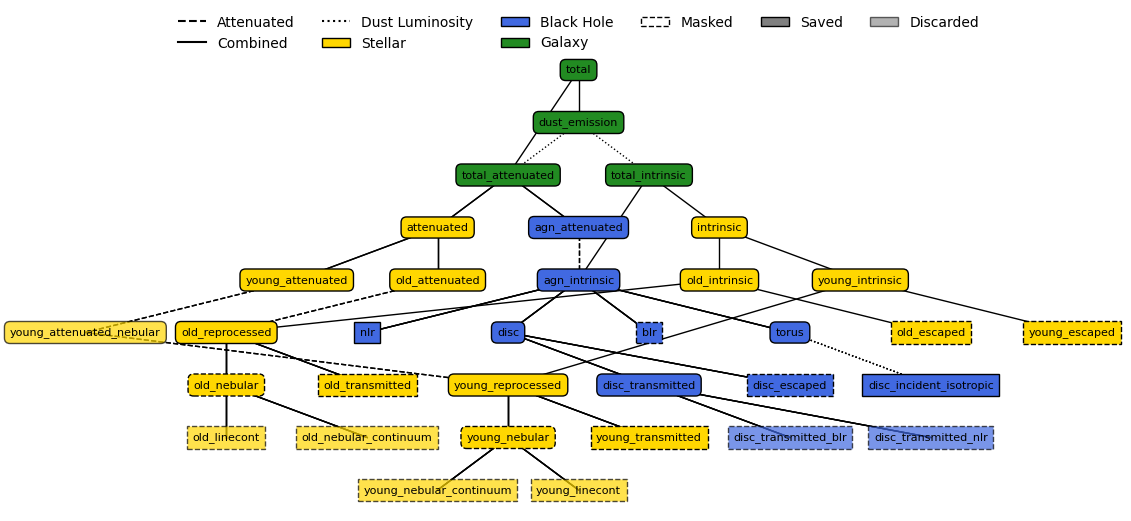 Attenuated Dust Luminosity Black Hole Masked Saved Discarded
Combined Stellar Galaxy
total
dust_emission
total_attenuated total_intrinsic
attenuated agn_attenuated intrinsic
young_attenuated old_attenuated agn_intrinsic old_intrinsic young_intrinsic
young_attenuated_nebular old_reprocessed nlr disc blr torus old_escaped young_escaped
old_nebular old_transmitted young_reprocessed disc_transmitted disc_escaped disc_incident_isotropic
old_linecont old_nebular_continuum young_nebular young_transmitted disc_transmitted_blr disc_transmitted_nlr
young_nebular_continuum young_linecont